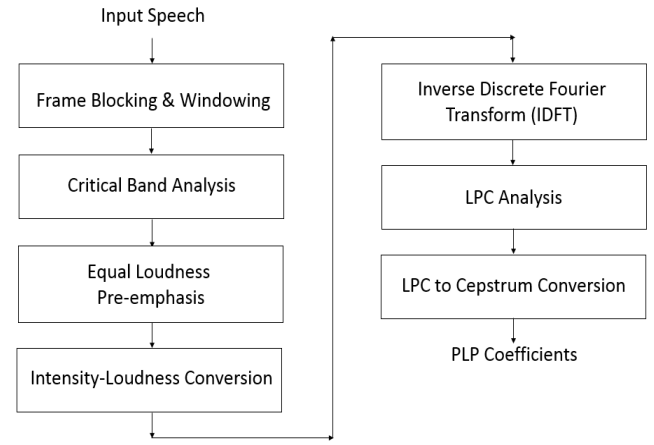 Input Speech
Frame Blocking & Windowing
Critical Band Analysis
Equal Loudness
Pre-emphasis
Intensity-Loudness Conversion
Inverse Discrete Fourier
Transform (IDFT)
LPC Analysis
LPC to Cepstrum Conversion
PLP Coefficients